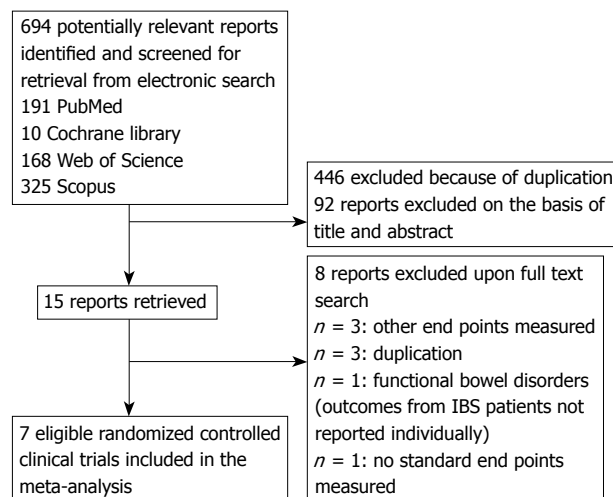 694 potentially relevant reports
identified and screened for
retrieval from electronic search
191 PubMed
10 Cochrane library
168 Web of Science
325 Scopus
446 excluded because of duplication
92 reports excluded on the basis of
title and abstract
15 reports retrieved
8 reports excluded upon full text
search
n = 3: other end points measured
n = 3: duplication
n = 1: functional bowel disorders
(outcomes from IBS patients not
reported individually)
n = 1: no standard end points
measured
7 eligible randomized controlled
clinical trials included in the
meta-analysis